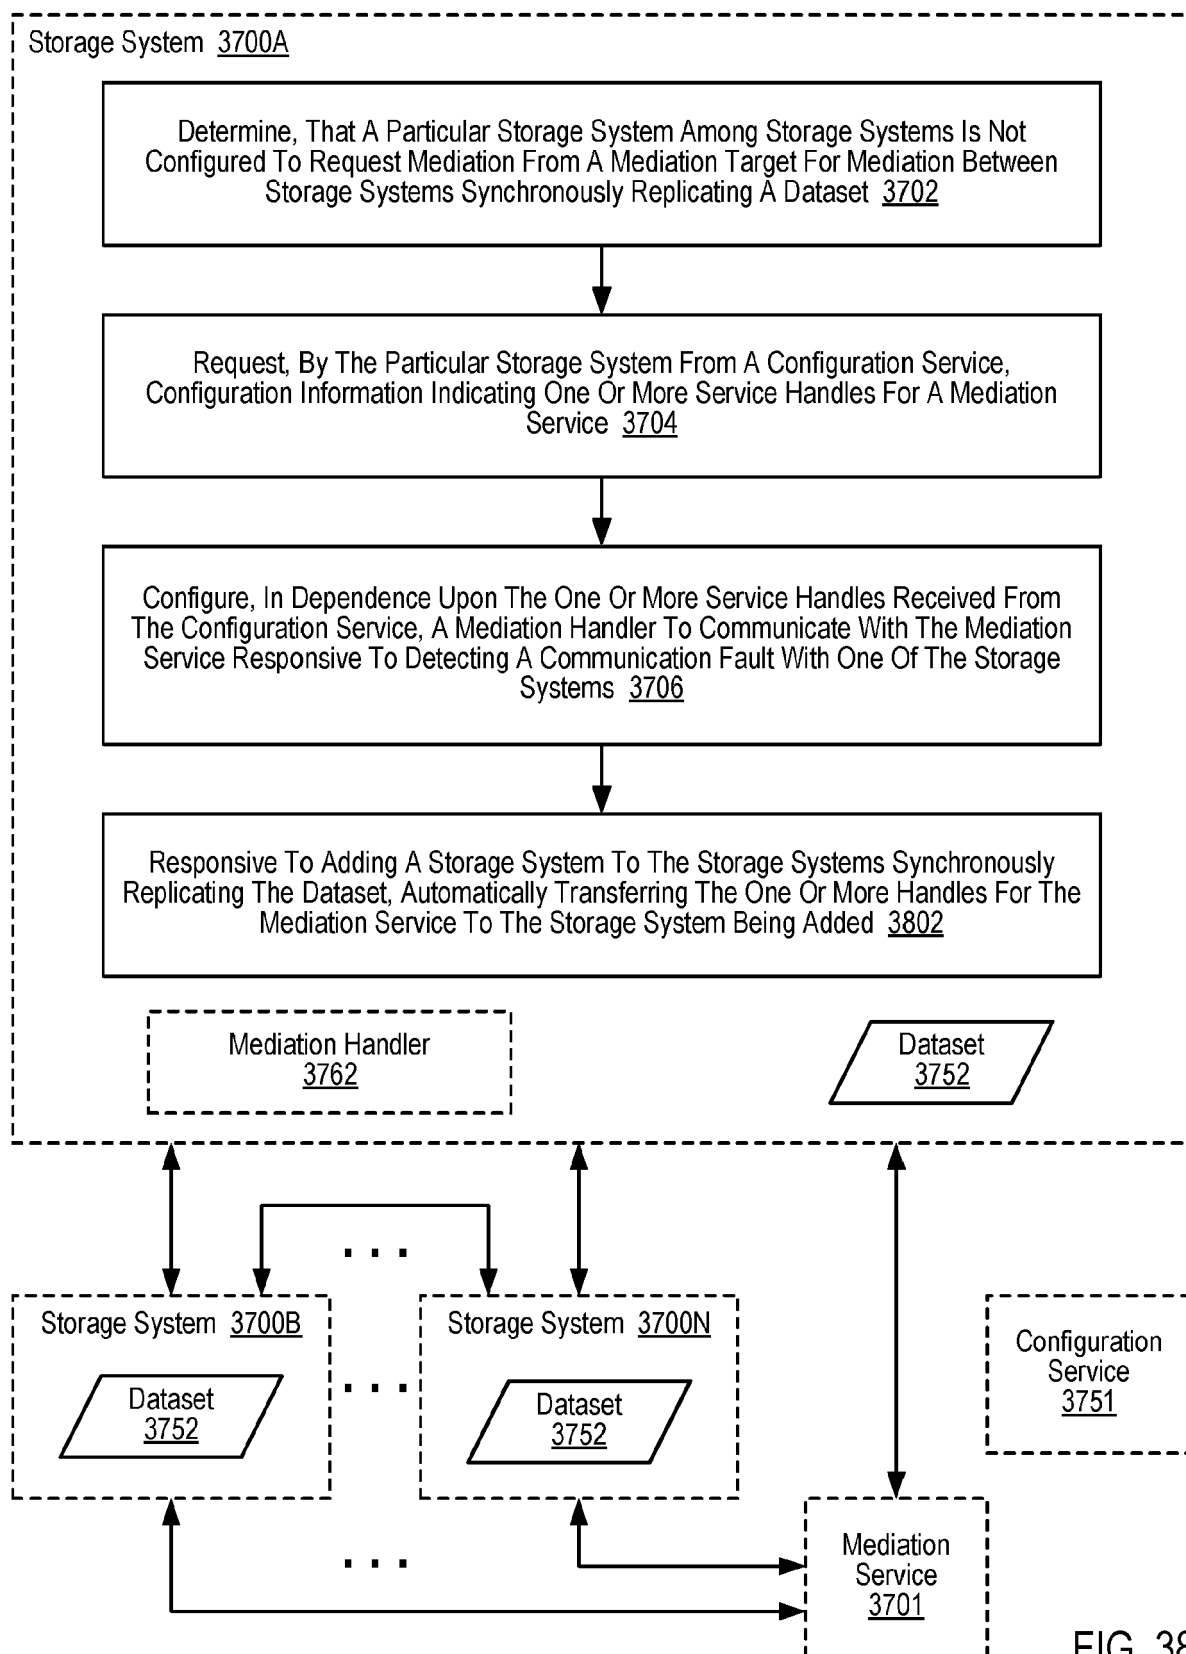 Storage System 3700A
Determine, That A Particular Storage System Among Storage Systems Is Not
Configured To Request Mediation From A Mediation Target For Mediation Between
Storage Systems Synchronously Replicating A Dataset 3702
Request, By The Particular Storage System From A Configuration Service,
Configuration Information Indicating One Or More Service Handles For A Mediation
Service 3704
Configure, In Dependence Upon The One Or More Service Handles Received From
The Configuration Service, A Mediation Handler To Communicate With The Mediation
Service Responsive To Detecting A Communication Fault With One Of The Storage
Systems 3706
Responsive To Adding A Storage System To The Storage Systems Synchronously
Replicating The Dataset, Automatically Transferring The One Or More Handles For The
Mediation Service To The Storage System Being Added 3802
Mediation Handler
3762
Dataset
3752
. . .
Storage System 3700B
Dataset
3752
. . .
Storage System 3700N
Dataset
3752
Configuration
Service
3751
. . .
Mediation
Service
3701
FIG. 38